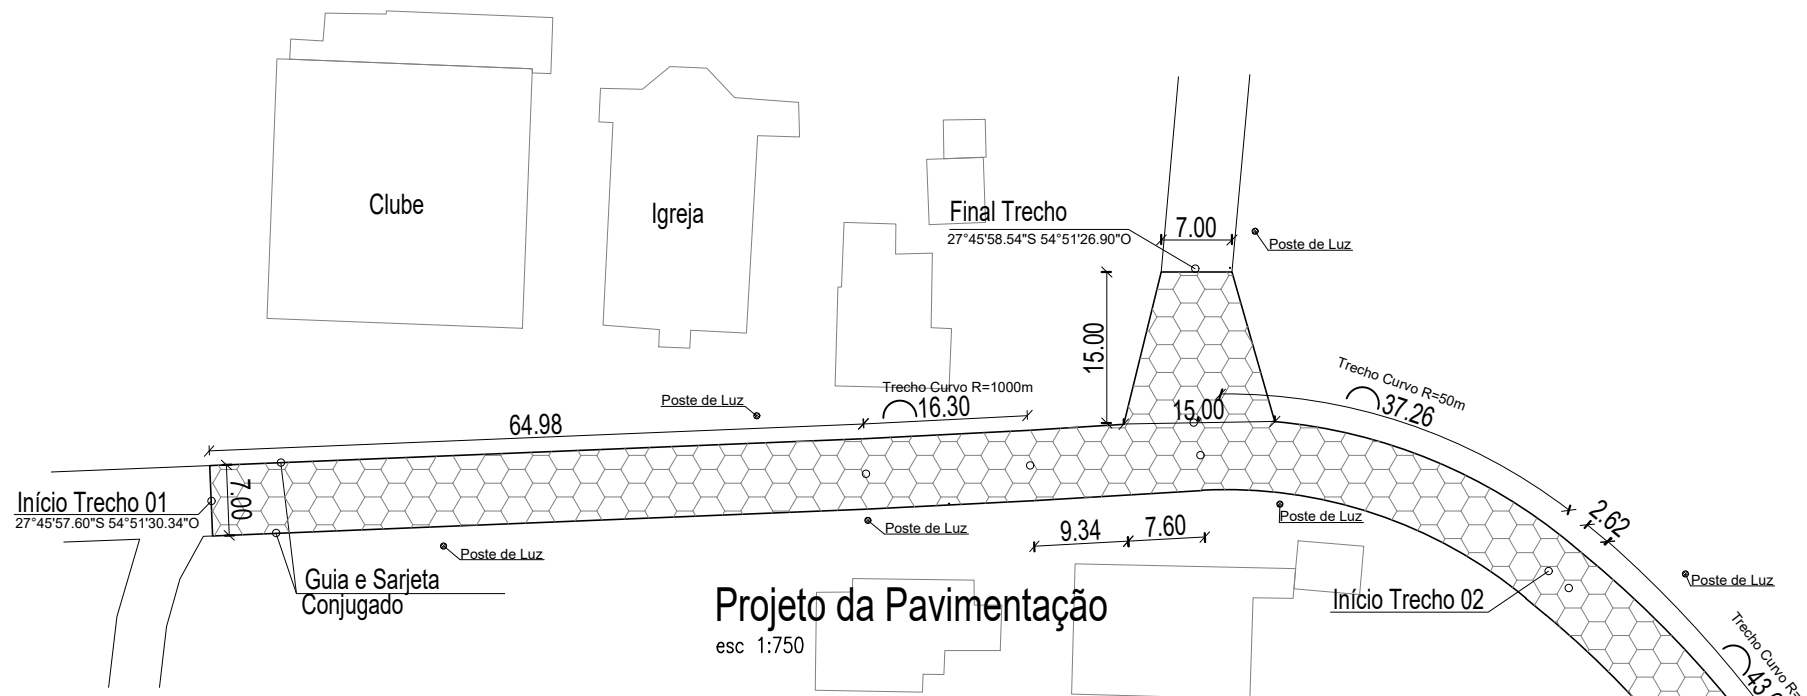 Clube
Igreja
Final Trecho
27°45'58.54"S 54°51'26.90"O
7.00
Poste de Luz
15.00
Trecho Curvo R=1000m
16.30
Poste de Luz
64.98
15.00
Trecho Curvo R=50m
37.26
7.00
Início Trecho 01
27°45'57.60"S 54°51'30.34"O
Poste de Luz
Poste de Luz
Poste de Luz
9.34
7.60
2.62
Guia e Sarjeta
Conjugado
Projeto da Pavimentação
esc 1:750
Início Trecho 02
Poste de Luz
Trecho Curvo